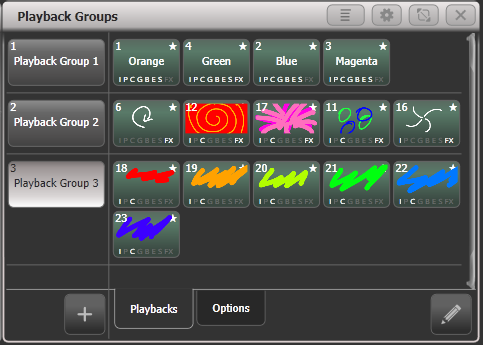 Playback Groups
1
Playback Group 1
1
Orange
IPCGBESFX
4
Green
IPCGBESFX
2
Blue
IPCGBESFX
3
Magenta
IPCGBESFX
2
Playback Group 2
6
IPCGBESFX
12
IPCGBESFX
17
IPCGBESFX
11
IPCGBESFX
16
IPCGBESFX
3
Playback Group 3
18
IPCGBESFX
19
IPCGBESFX
20
IPCGBESFX
21
IPCGBESFX
22
IPCGBESFX
23
IPCGBESFX
Playbacks
Options